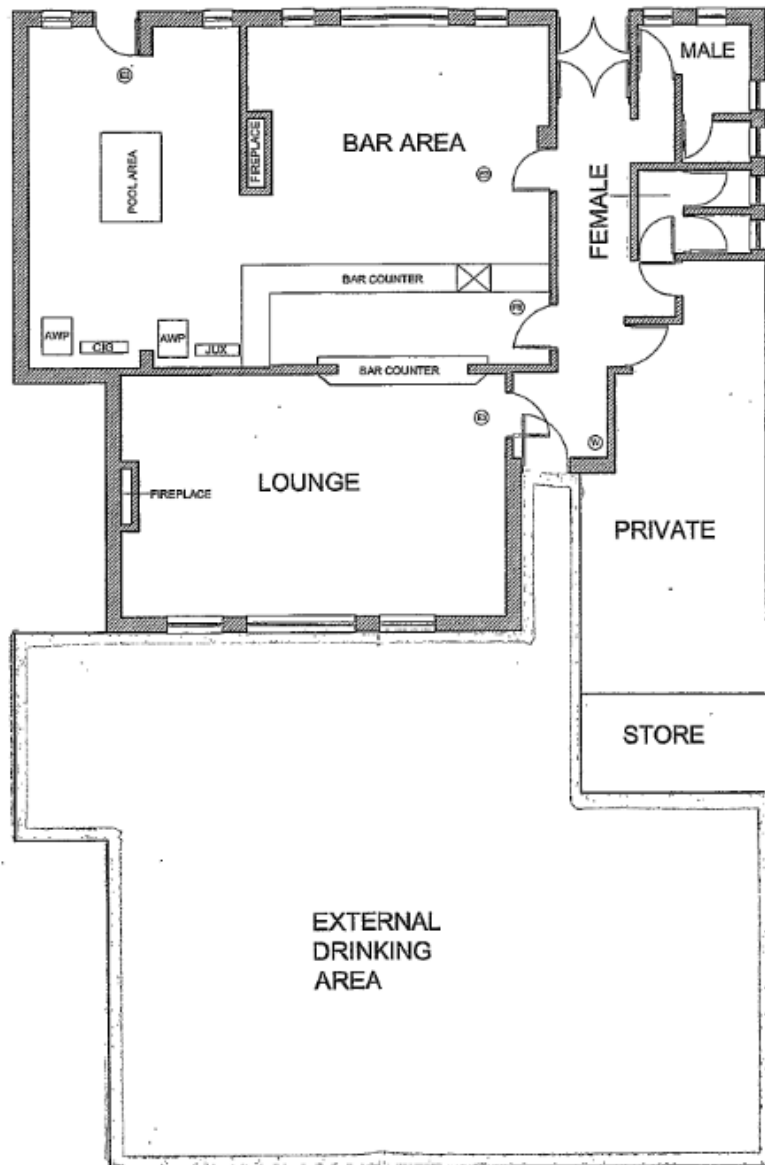 MALE
POOL AREA
FIREPLACE
BAR AREA
FEMALE
BAR COUNTER
AWP
CIG
AWP
JUX
BAR COUNTER
LOUNGE
W
FIREPLACE
PRIVATE
STORE
EXTERNAL
DRINKING
AREA